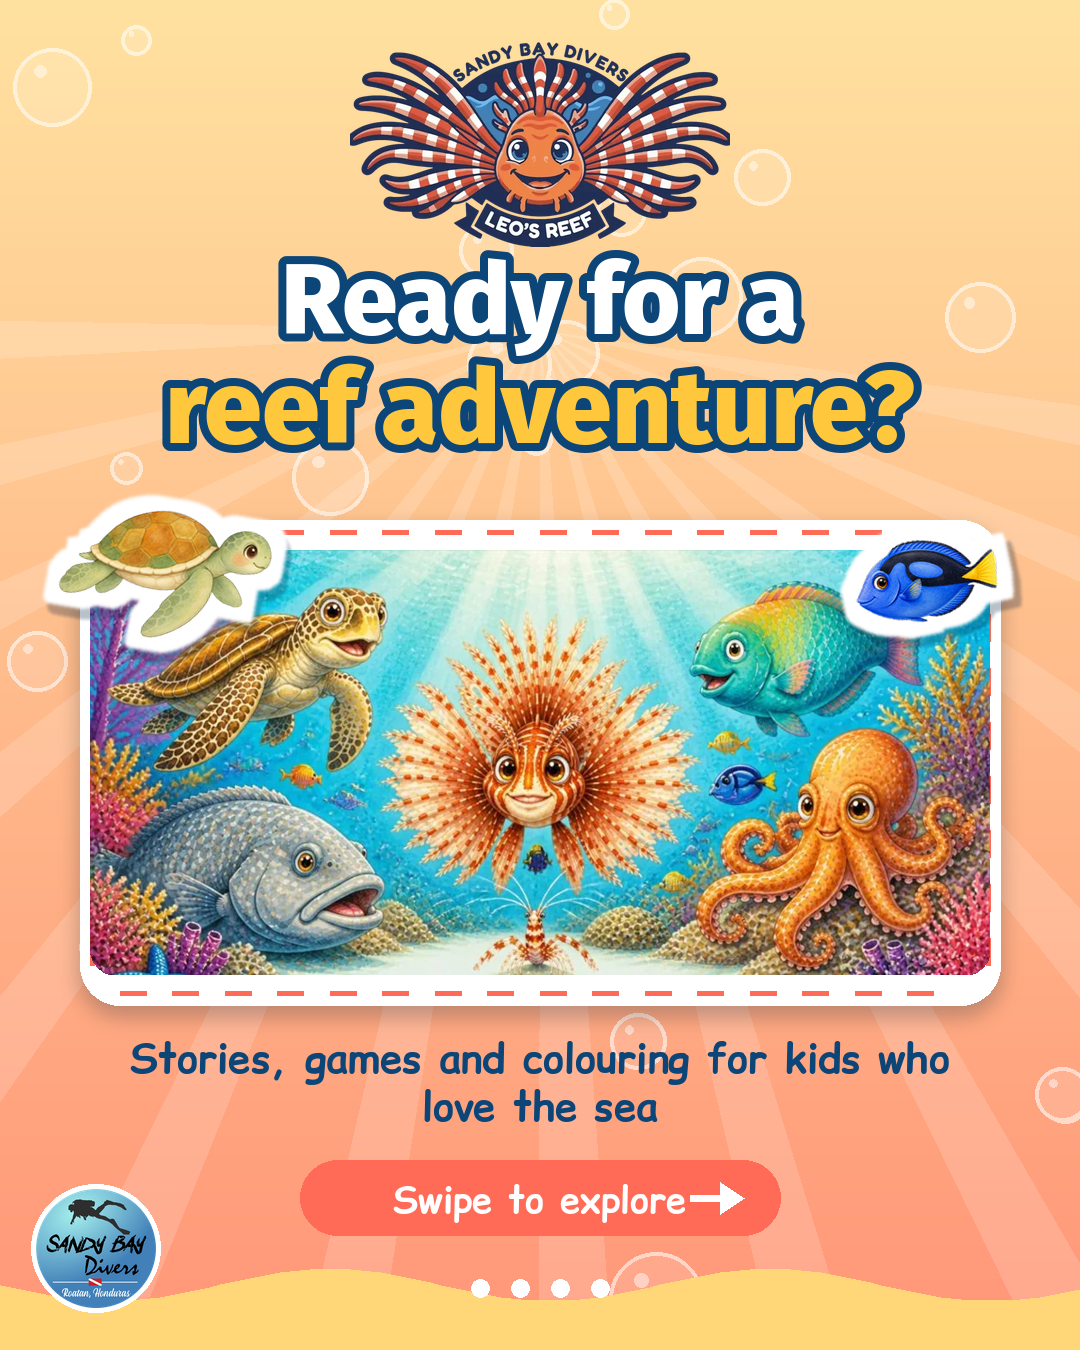 SANDY BAY DIVERS
LEO'S REEF
Ready for a
reef adventure?
Stories, games and colouring for kids who
love the sea
Swipe to explore
SANDY BAY
Divers
Roatan, Honduras